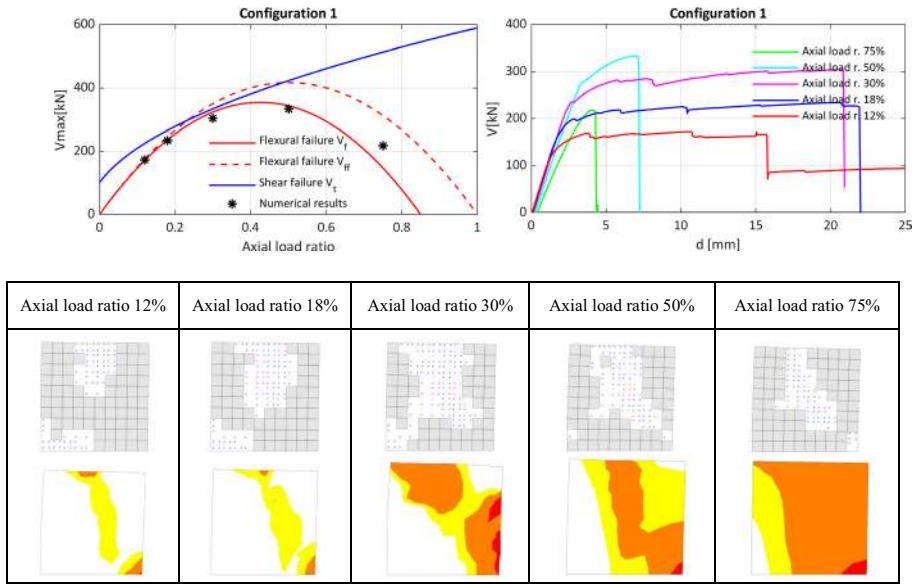 Configuration 1
600
400
200
0
Vmax[kN]
0
0.2
0.4
0.6
0.8
1
Axial load ratio
Flexural failure V_f
Flexural failure V_ff
Shear failure V_t
Numerical results
Configuration 1
400
300
200
100
0
V[kN]
0
5
10
15
20
25
d [mm]
Axial load r. 75%
Axial load r. 50%
Axial load r. 30%
Axial load r. 18%
Axial load r. 12%
Axial load ratio 12%
Axial load ratio 18%
Axial load ratio 30%
Axial load ratio 50%
Axial load ratio 75%